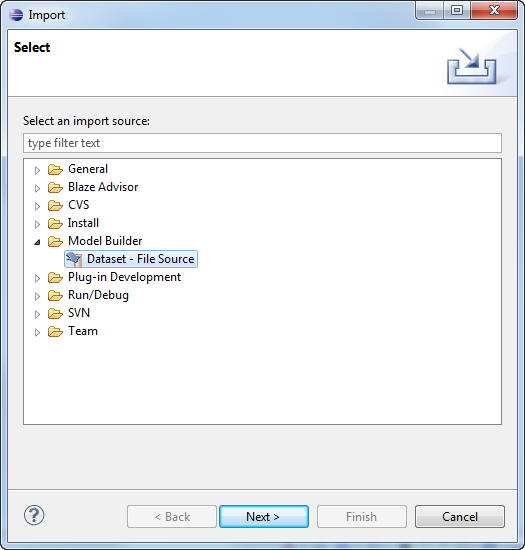 Import
Select
Select an import source:
type filter text
General
Blaze Advisor
CVS
Install
Model Builder
Dataset - File Source
Plug-in Development
Run/Debug
SVN
Team
?
< Back
Next >
Finish
Cancel